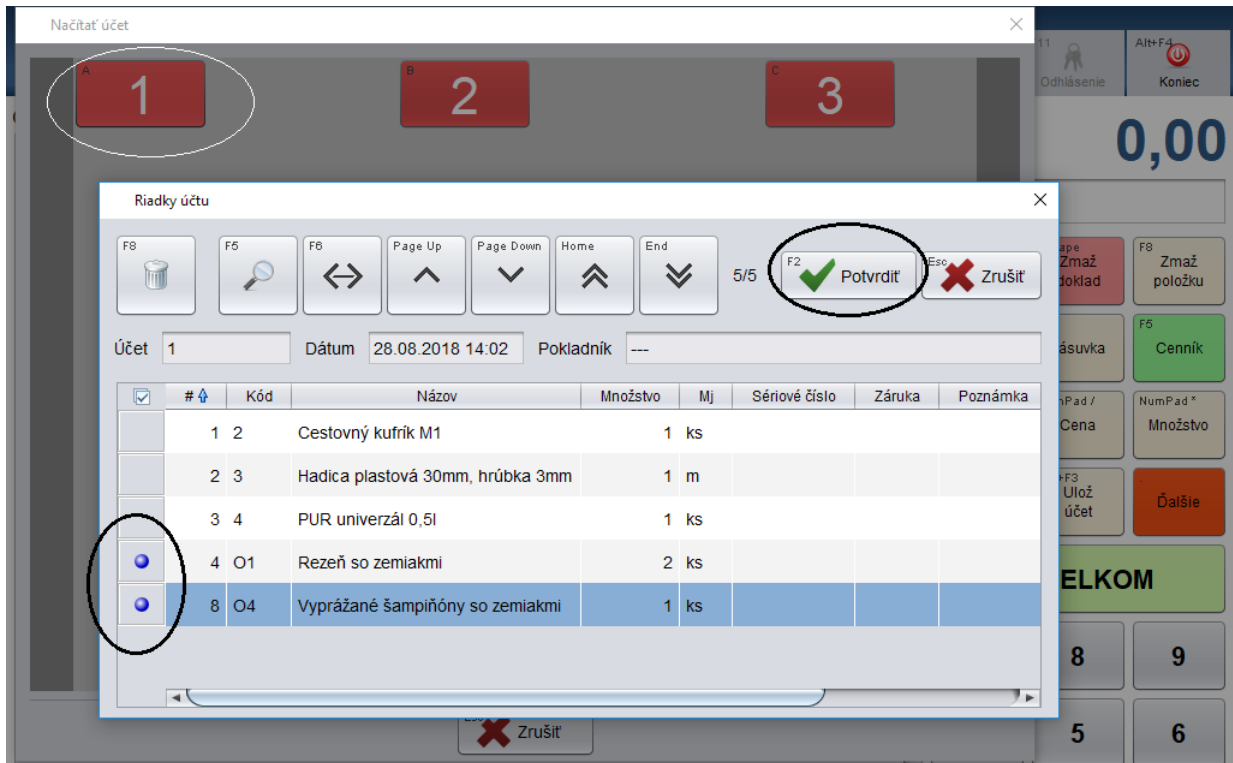 Načítať účet
11
Odhlásenie
Alt+F4
Koniec
A
1
B
2
C
3
0,00
Riadky účtu
F8
F5
F6
Page Up
Page Down
Home
End
5/5
F2
Potvrdiť
Esc
Zrušiť
Zmaž
doklad
F8
Zmaž
položku
Účet 1 Dátum 28.08.2018 14:02 Pokladník ---
F5
Cenník
# Kód Názov Množstvo Mj Sériové číslo Záruka Poznámka
1 2 Cestovný kufrík M1 1 ks
2 3 Hadica plastová 30mm, hrúbka 3mm 1 m
3 4 PUR univerzál 0,5l 1 ks
4 O1 Rezeň so zemiakmi 2 ks
8 O4 Vyprážané šampiňóny so zemiakmi 1 ks
Cena
NumPad *
Množstvo
+F3
Ulož
účet
Ďalšie
ELKOM
8
9
5
6
Zrušiť